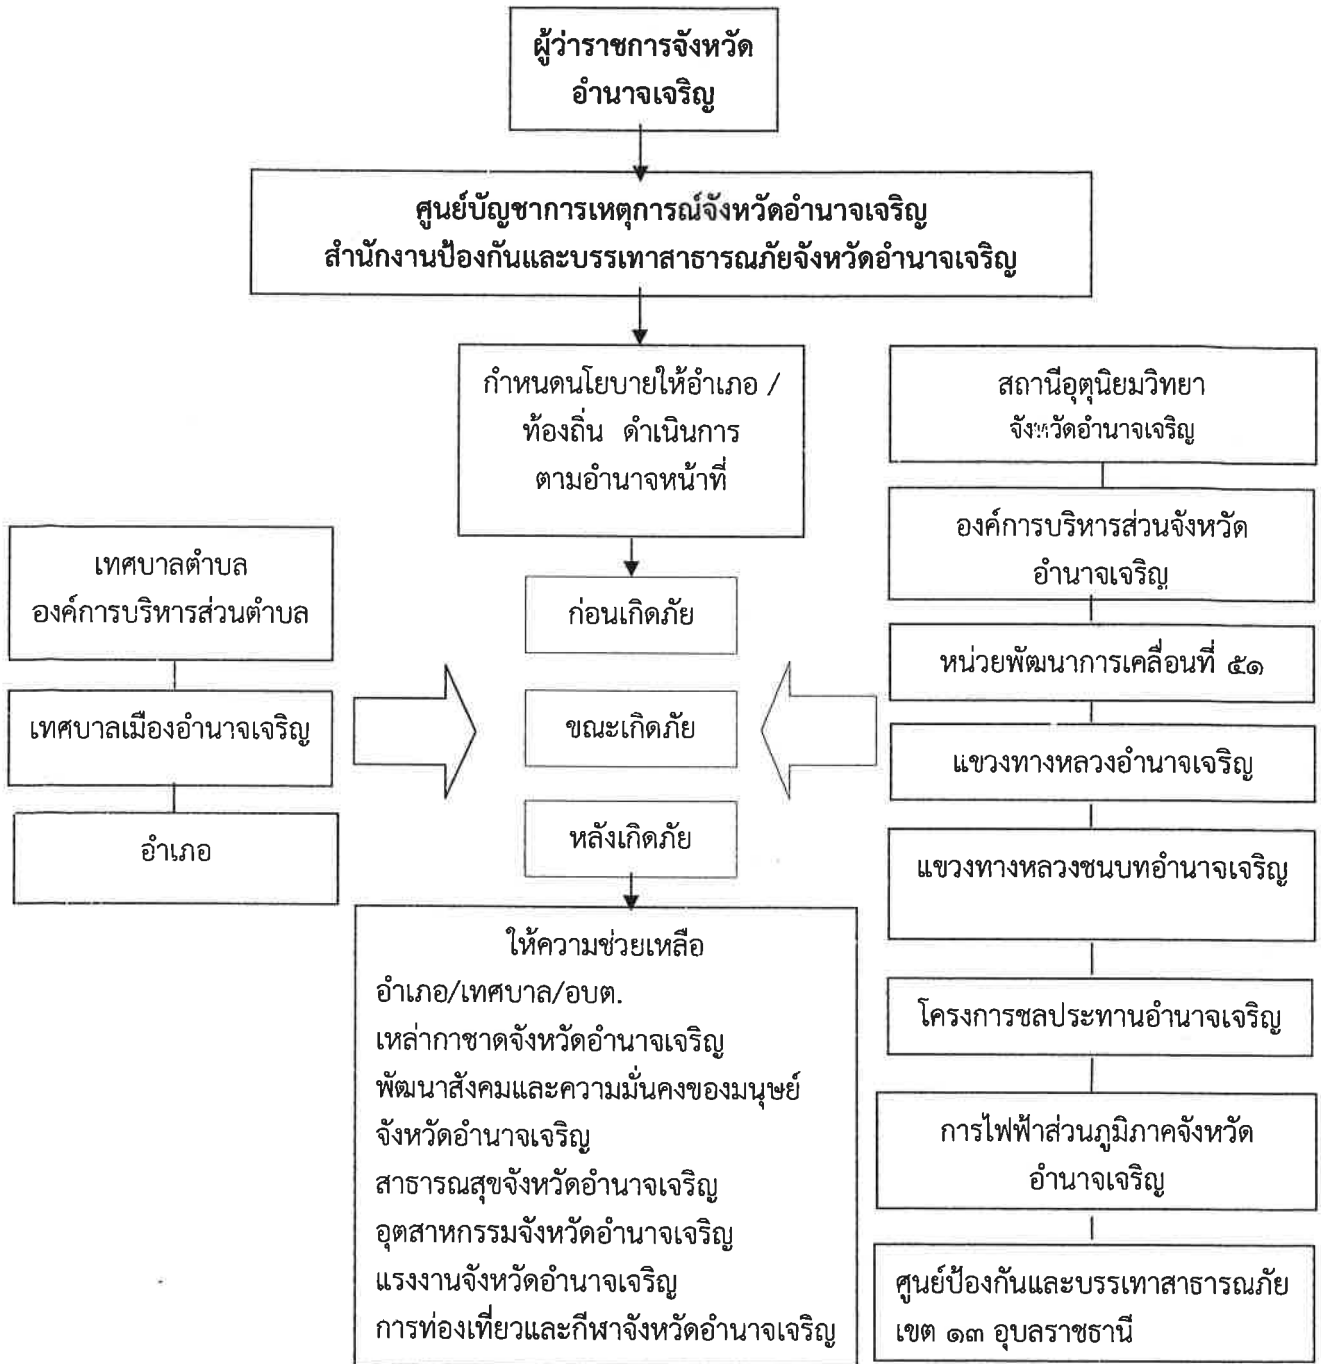 ผู้ว่าราชการจังหวัด
อำนาจเจริญ
ศูนย์บัญชาการเหตุการณ์จังหวัดอำนาจเจริญ
สำนักงานป้องกันและบรรเทาสาธารณภัยจังหวัดอำนาจเจริญ
กำหนดนโยบายให้อำเภอ /
ท้องถิ่น ดำเนินการ
ตามอำนาจหน้าที่
เทศบาลตำบล
องค์การบริหารส่วนตำบล
เทศบาลเมืองอำนาจเจริญ
อำเภอ
ก่อนเกิดภัย
ขณะเกิดภัย
หลังเกิดภัย
ให้ความช่วยเหลือ
อำเภอ/เทศบาล/อบต.
เหล่ากาชาดจังหวัดอำนาจเจริญ
พัฒนาสังคมและความมั่นคงของมนุษย์
จังหวัดอำนาจเจริญ
สาธารณสุขจังหวัดอำนาจเจริญ
อุตสาหกรรมจังหวัดอำนาจเจริญ
แรงงานจังหวัดอำนาจเจริญ
การท่องเที่ยวและกีฬาจังหวัดอำนาจเจริญ
สถานีอุตุนิยมวิทยา
จังหวัดอำนาจเจริญ
องค์การบริหารส่วนจังหวัด
อำนาจเจริญ
หน่วยพัฒนาการเคลื่อนที่ ๕๑
แขวงทางหลวงอำนาจเจริญ
แขวงทางหลวงชนบทอำนาจเจริญ
โครงการชลประทานอำนาจเจริญ
การไฟฟ้าส่วนภูมิภาคจังหวัด
อำนาจเจริญ
ศูนย์ป้องกันและบรรเทาสาธารณภัย
เขต ๑๓ อุบลราชธานี